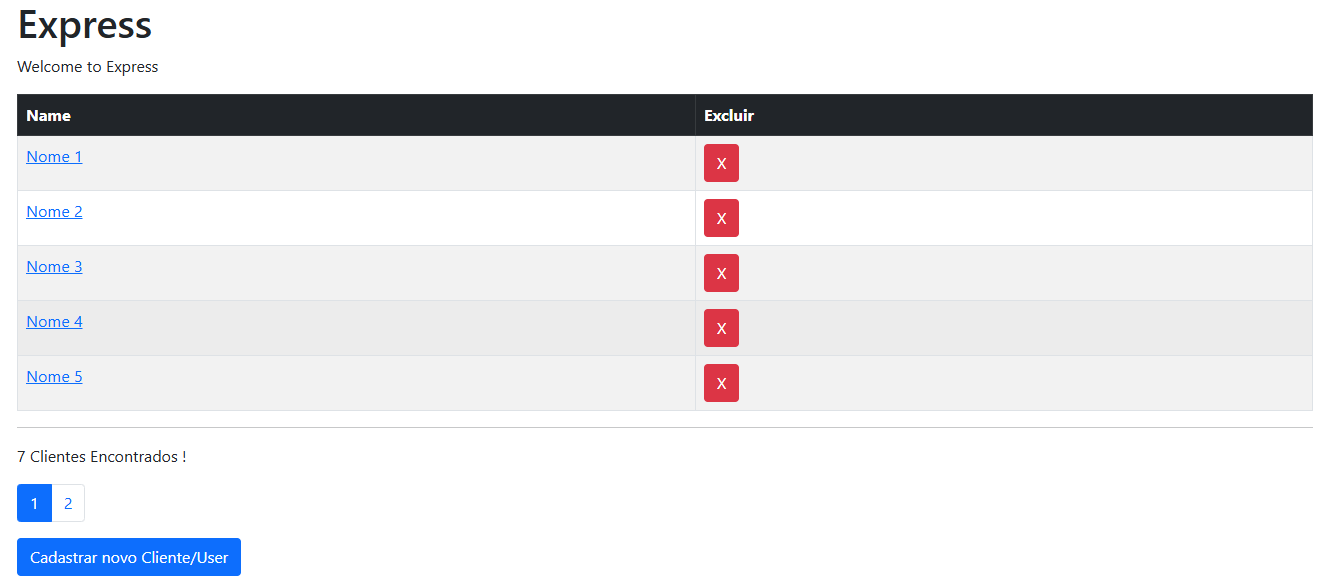 Express
Welcome to Express
Name Excluir
Nome 1 X
Nome 2 X
Nome 3 X
Nome 4 X
Nome 5 X
7 Clientes Encontrados !
1 2
Cadastrar novo Cliente/User